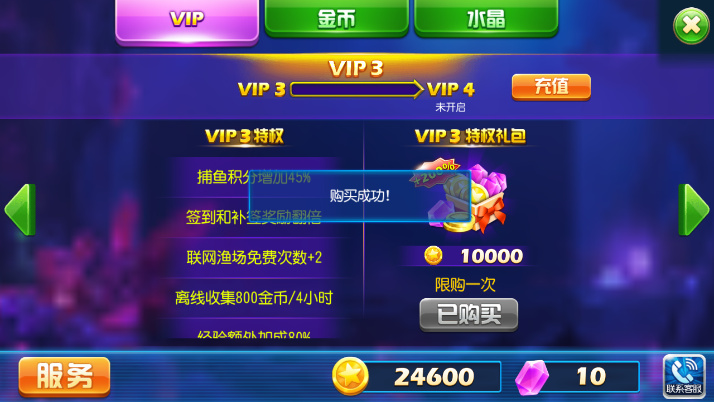 VIP
金币
水晶
VIP 3
VIP 3
VIP 4
充值
未开启
VIP 3 特权
VIP 3 特权礼包
捕鱼积分增加45%
签到和补签奖励翻倍
联网渔场免费次数+2
离线收集800金币/4小时
经验额外加成80%
购买成功!
10000
限购一次
已购买
服务
24600
10
联系客服